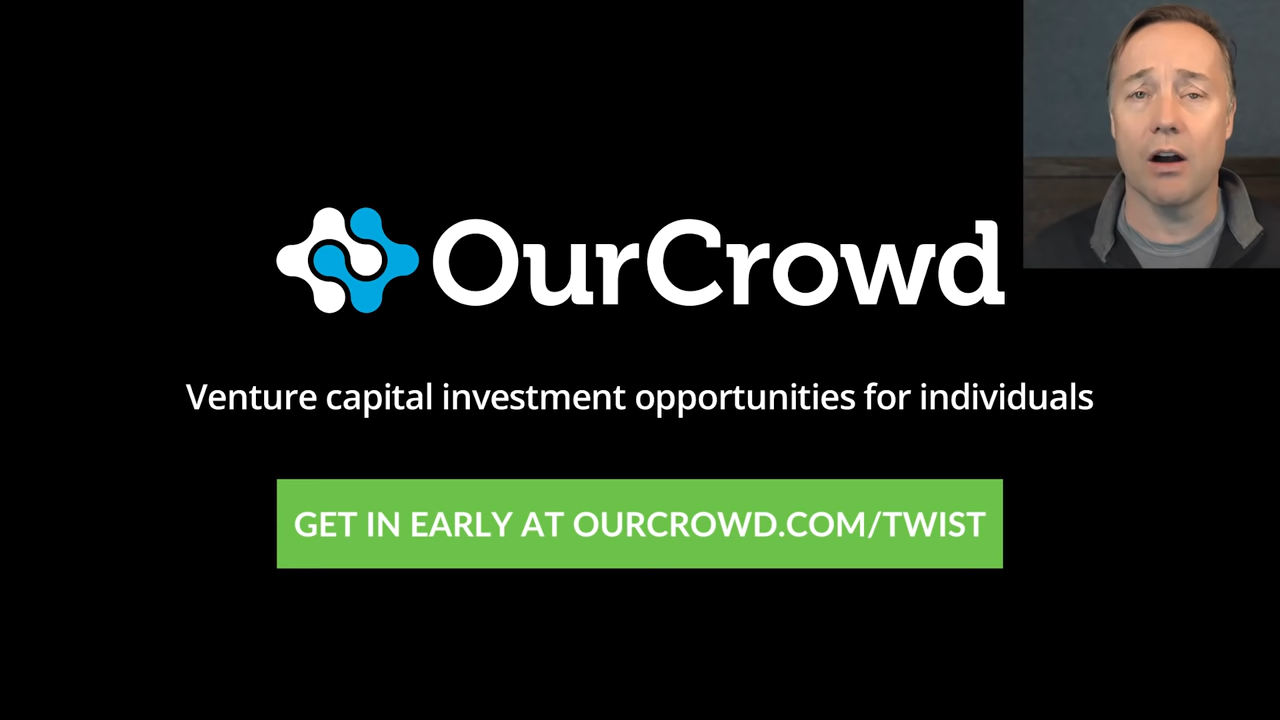 OurCrowd
Venture capital investment opportunities for individuals
GET IN EARLY AT OURCROWD.COM/TWIST